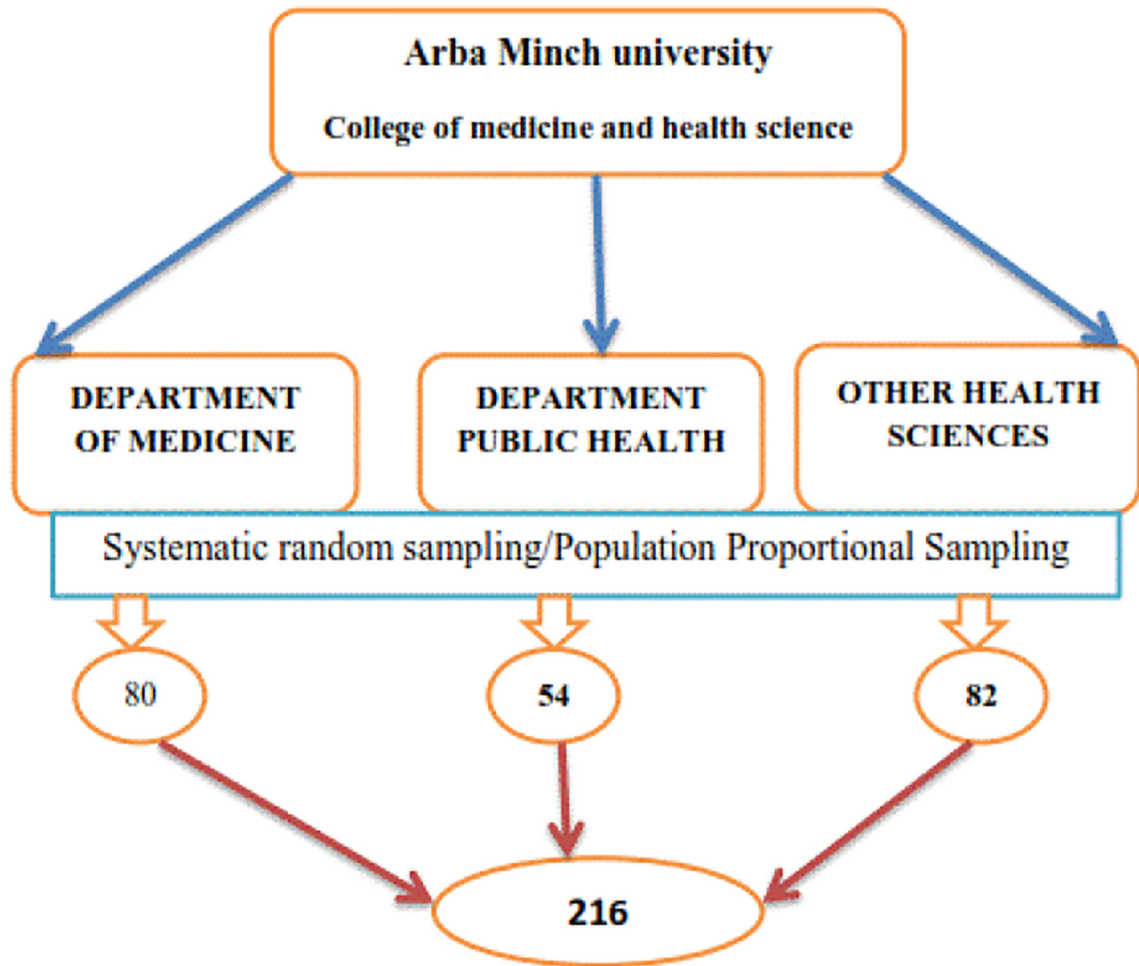 Arba Minch university
College of medicine and health science
DEPARTMENT
OF MEDICINE
DEPARTMENT
PUBLIC HEALTH
OTHER HEALTH
SCIENCES
Systematic random sampling/Population Proportional Sampling
80
54
82
216